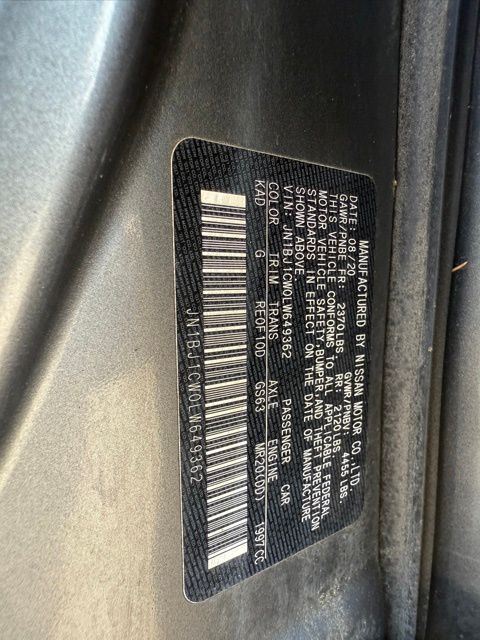 MANUFACTURED BY NISSAN MOTOR CO.,LTD.
DATE: 08/20 GVWR/PNBV: 4455 LBS.
GAWR/PNBE FR: 2370LBS RR: 2120LBS
THIS VEHICLE CONFORMS TO ALL APPLICABLE FEDERAL
MOTOR VEHICLE SAFETY,BUMPER,AND THEFT PREVENTION
STANDARDS IN EFFECT ON THE DATE OF MANUFACTURE
SHOWN ABOVE.
VIN: JN1BJ1CW0LW649362 PASSENGER CAR
COLOR TRIM TRANS AXLE ENGINE
KAD G RE0F10D GS63 MR20(DD) 1997CC
JN1BJ1CW0LW649362